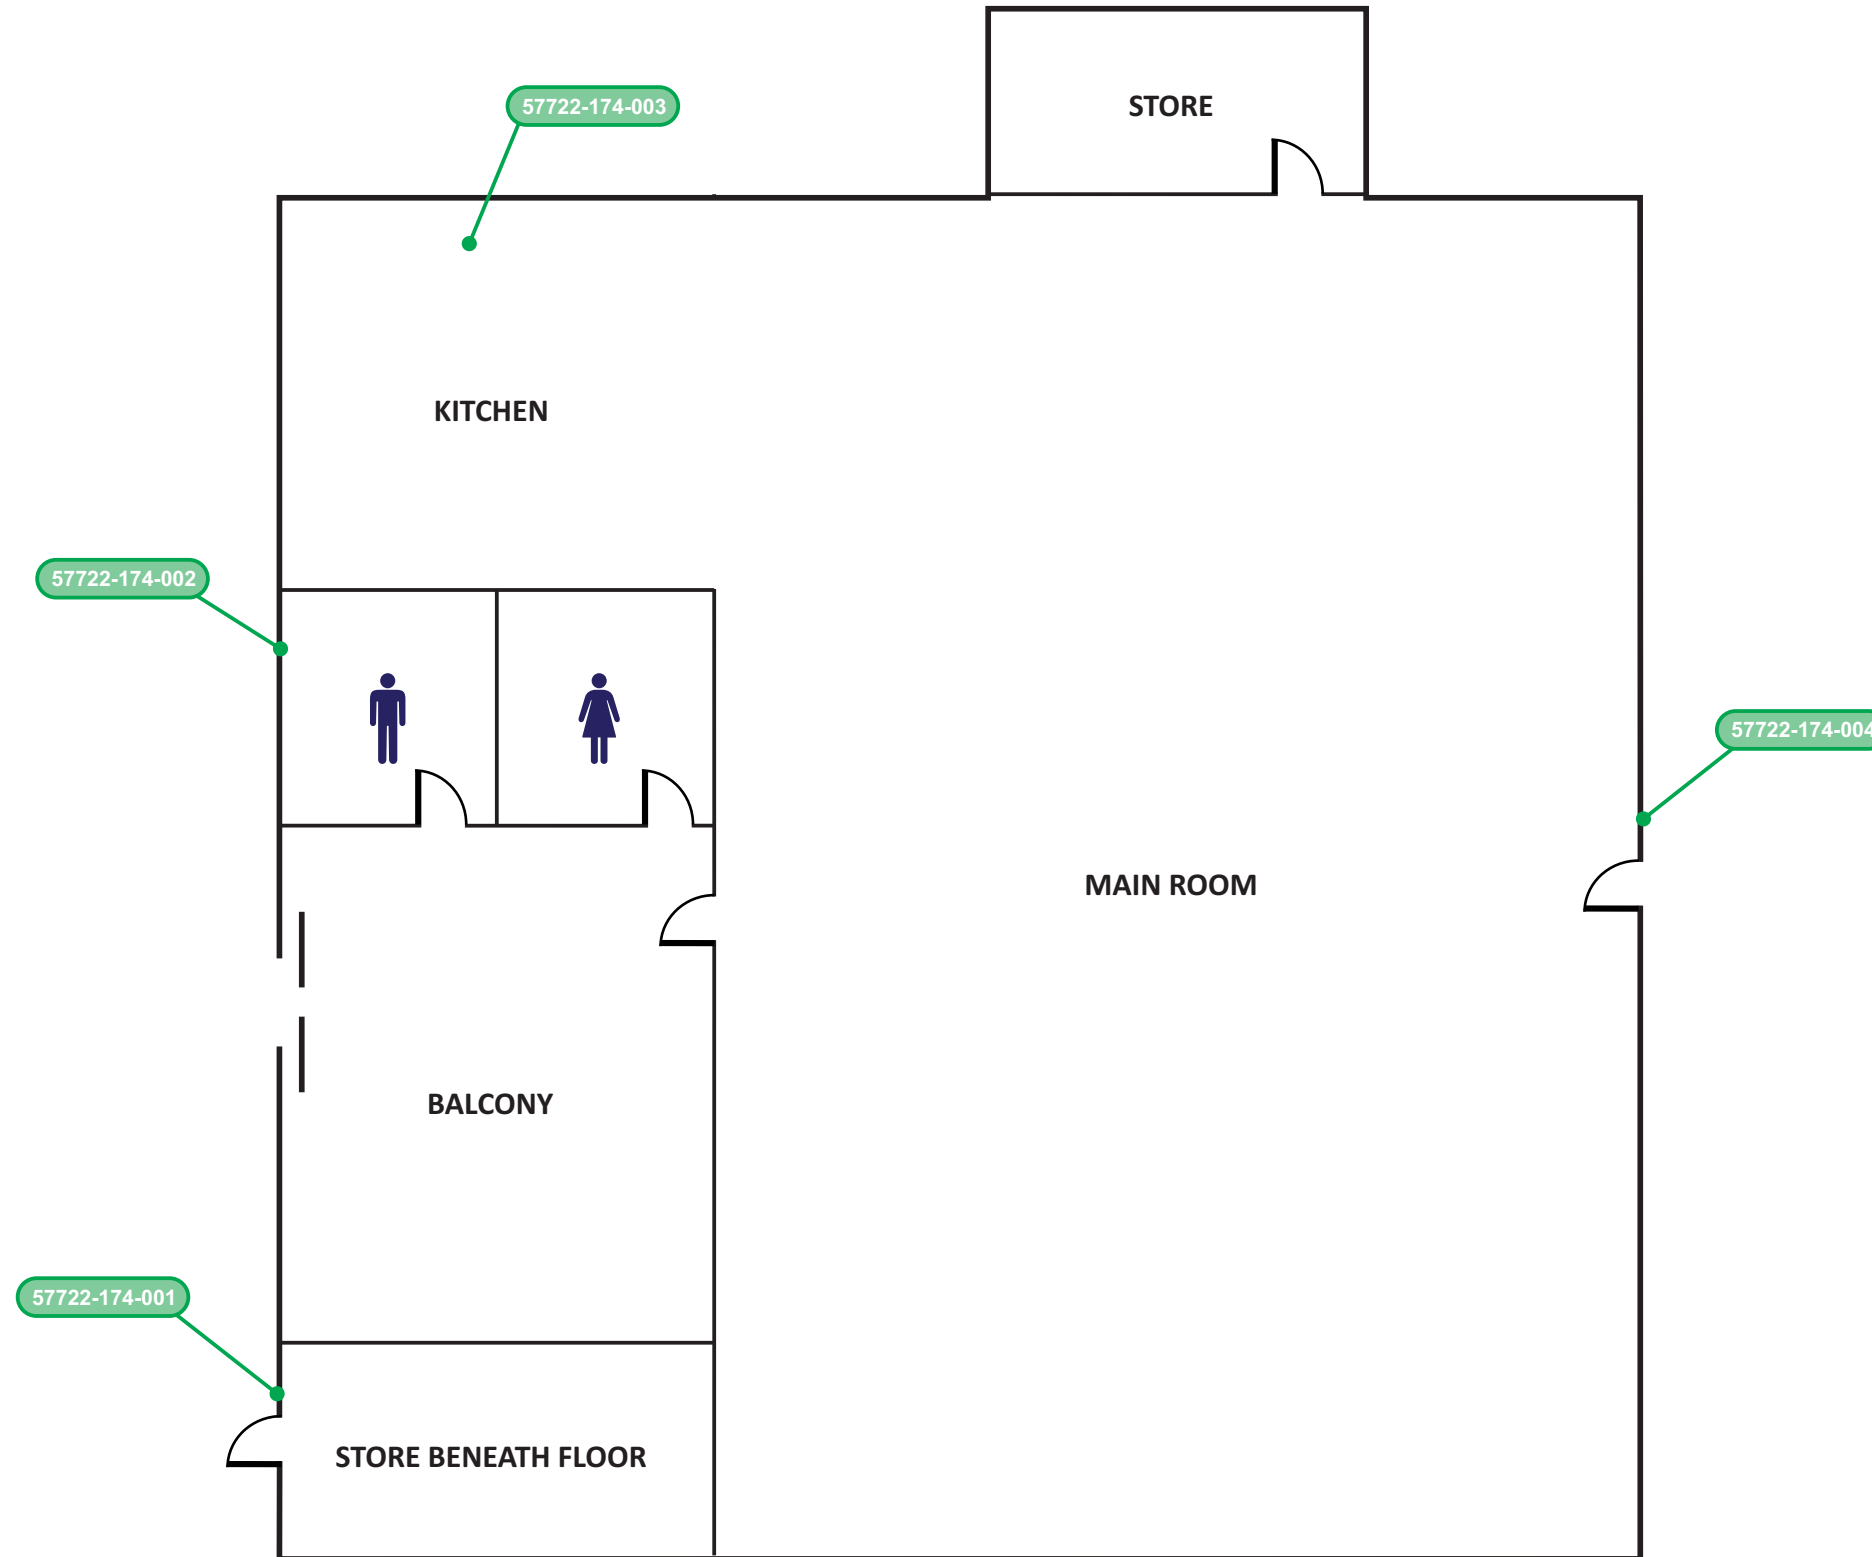 STORE
57722-174-003
KITCHEN
57722-174-002
57722-174-004
MAIN ROOM
BALCONY
57722-174-001
STORE BENEATH FLOOR